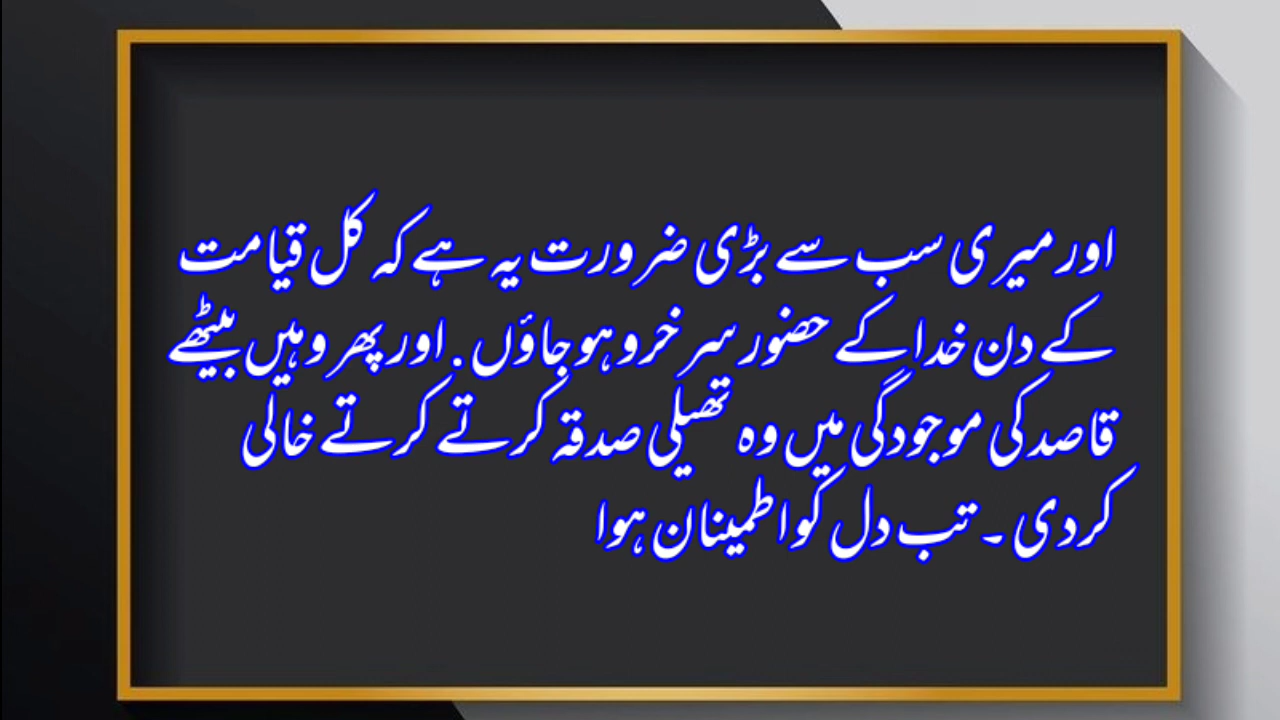 اور میری سب سے بڑی ضرورت یہ ہے کہ کل قیامت
کے دن خدا کے حضور سر خرو ہو جاؤں. اور پھر وہیں بیٹھے
قاصد کی موجودگی میں وہ تھیلی صدقہ کرتے کرتے خالی
کردی ۔ تب دل کو اطمینان ہوا